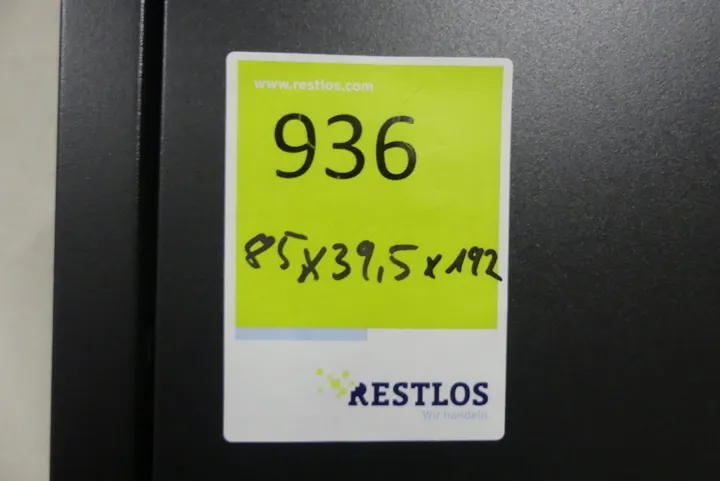 www.restlos.com
936
85x39,5x192
RESTLOS
Wir handeln.